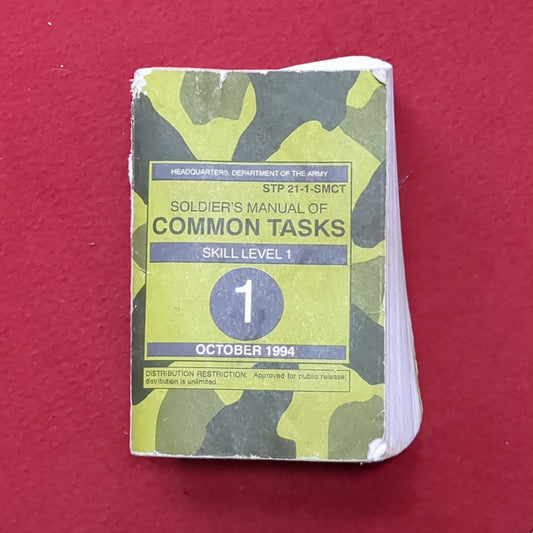 HEADQUARTERS, DEPARTMENT OF THE ARMY
STP 21-1-SMCT
SOLDIER'S MANUAL OF
COMMON TASKS
SKILL LEVEL 1
1
OCTOBER 1994
DISTRIBUTION RESTRICTION: Approved for public release;
distribution is unlimited.